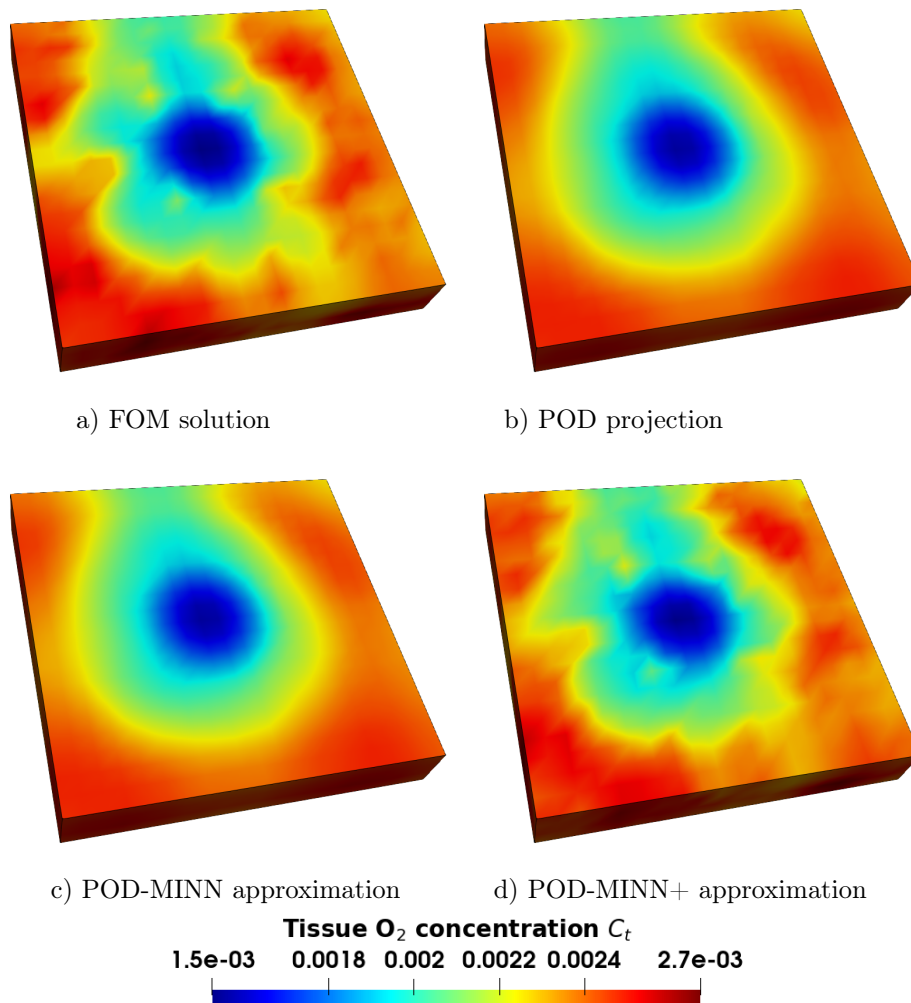 a) FOM solution
b) POD projection
c) POD-MINN approximation
d) POD-MINN+ approximation
Tissue O₂ concentration Cₜ
1.5e-03 0.0018 0.002 0.0022 0.0024 2.7e-03